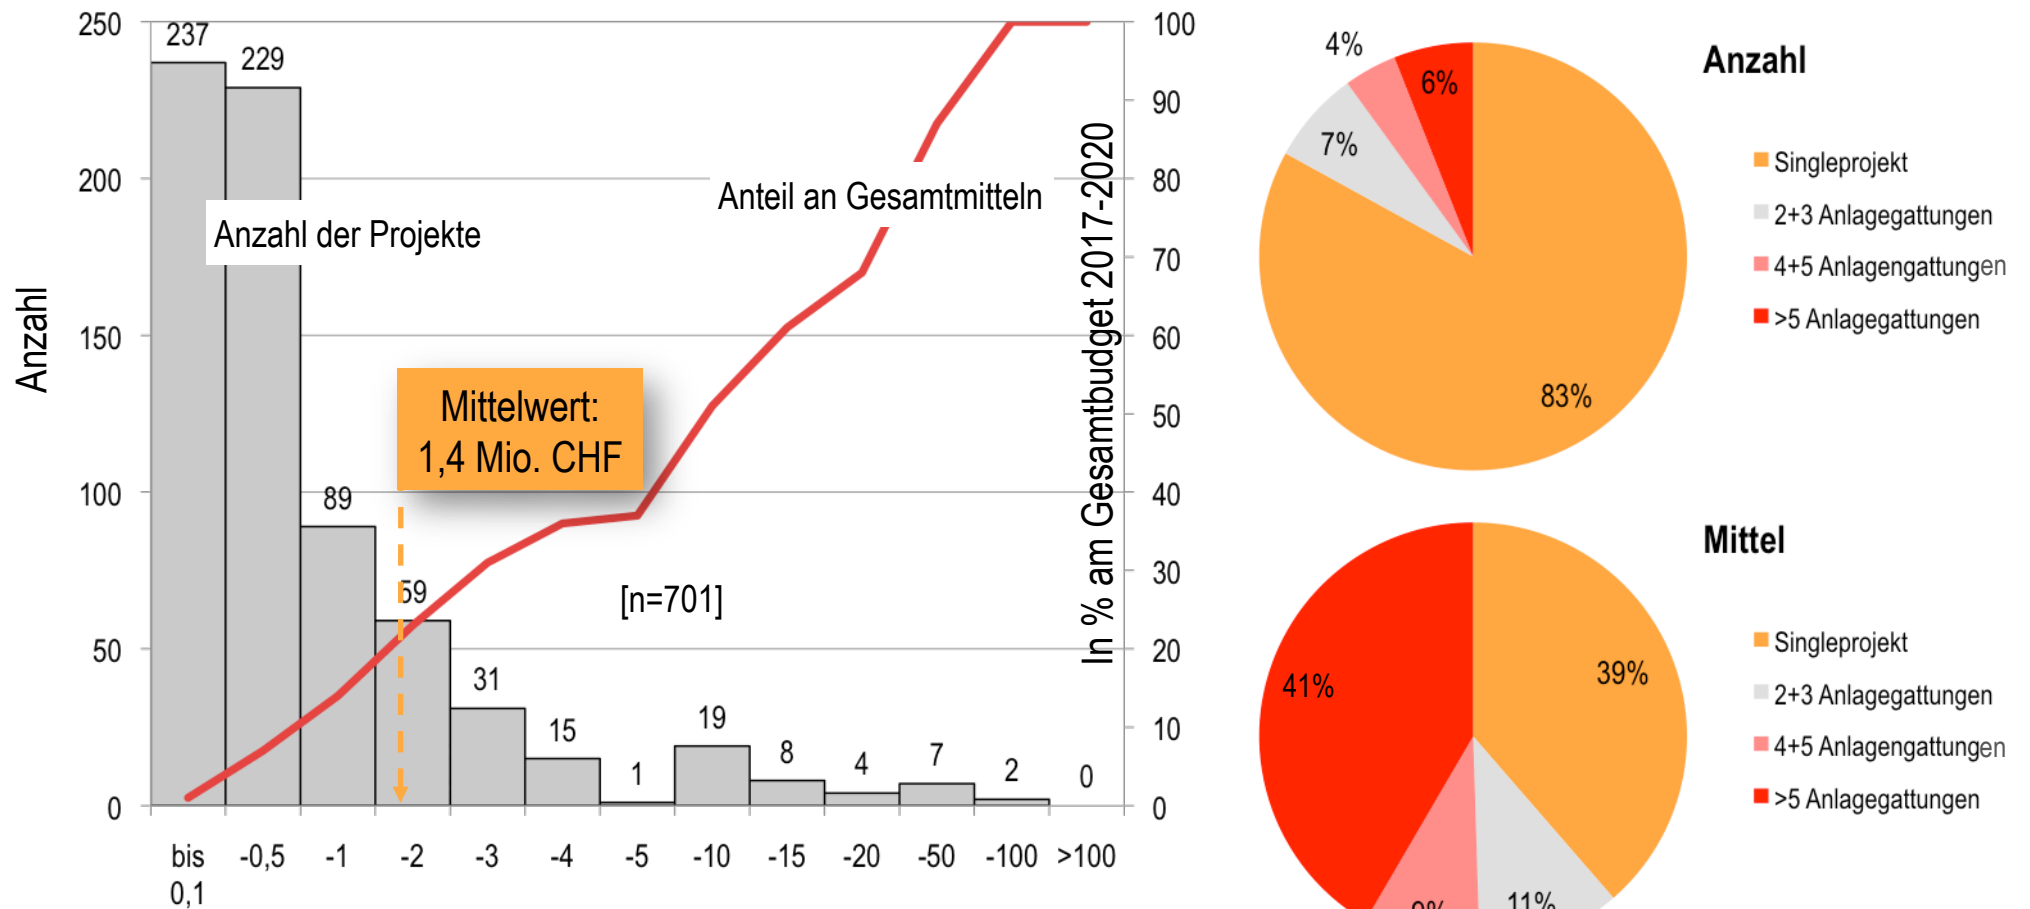 250
200
150
100
50
0
Anzahl
237
229
89
59
31
15
1
19
8
4
7
2
0
Anzahl der Projekte
Anteil an Gesamtmitteln
Mittelwert:
1,4 Mio. CHF
[n=701]
bis
0,1
-0,5
-1
-2
-3
-4
-5
-10
-15
-20
-50
-100
>100
100
90
80
70
60
50
40
30
20
10
0
In % am Gesamtbudget 2017-2020
Anzahl
4%
6%
7%
83%
Singleprojekt
2+3 Anlagegattungen
4+5 Anlagengattungen
>5 Anlagegattungen
Mittel
41%
39%
9%
11%
Singleprojekt
2+3 Anlagegattungen
4+5 Anlagengattungen
>5 Anlagegattungen